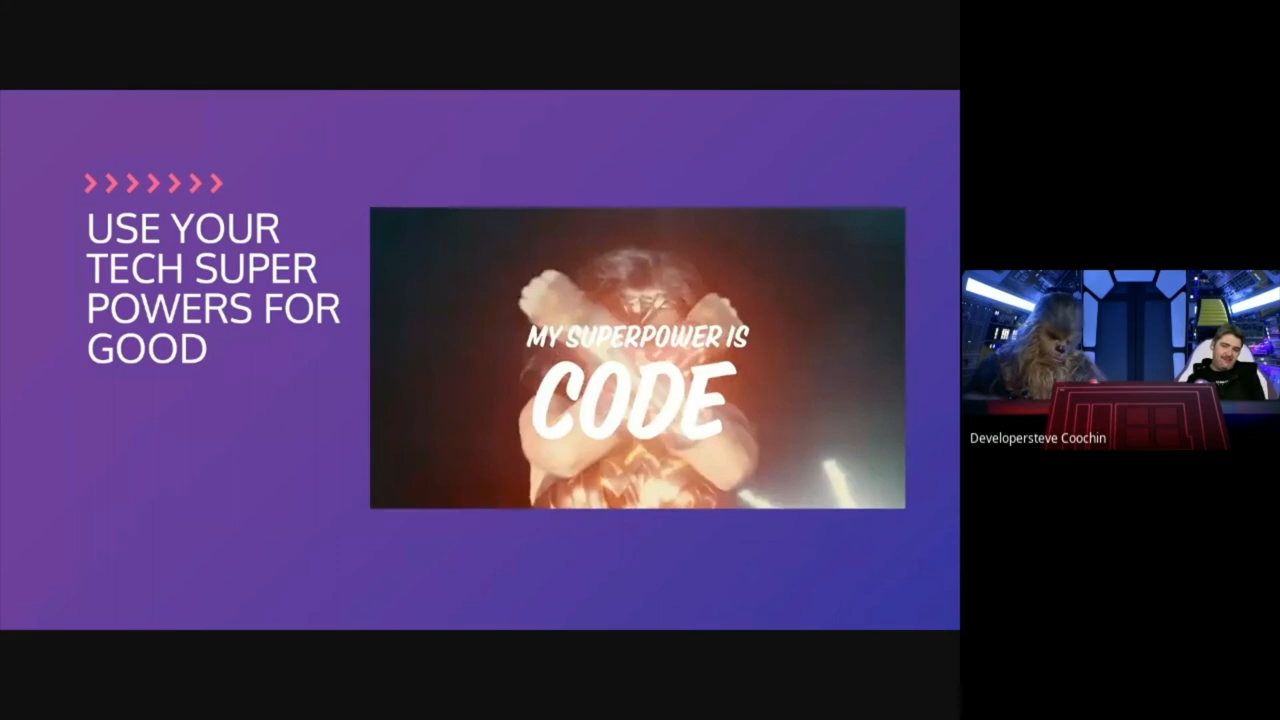 USE YOUR
TECH SUPER
POWERS FOR
GOOD
MY SUPERPOWER IS
CODE
Developersteve Coochin